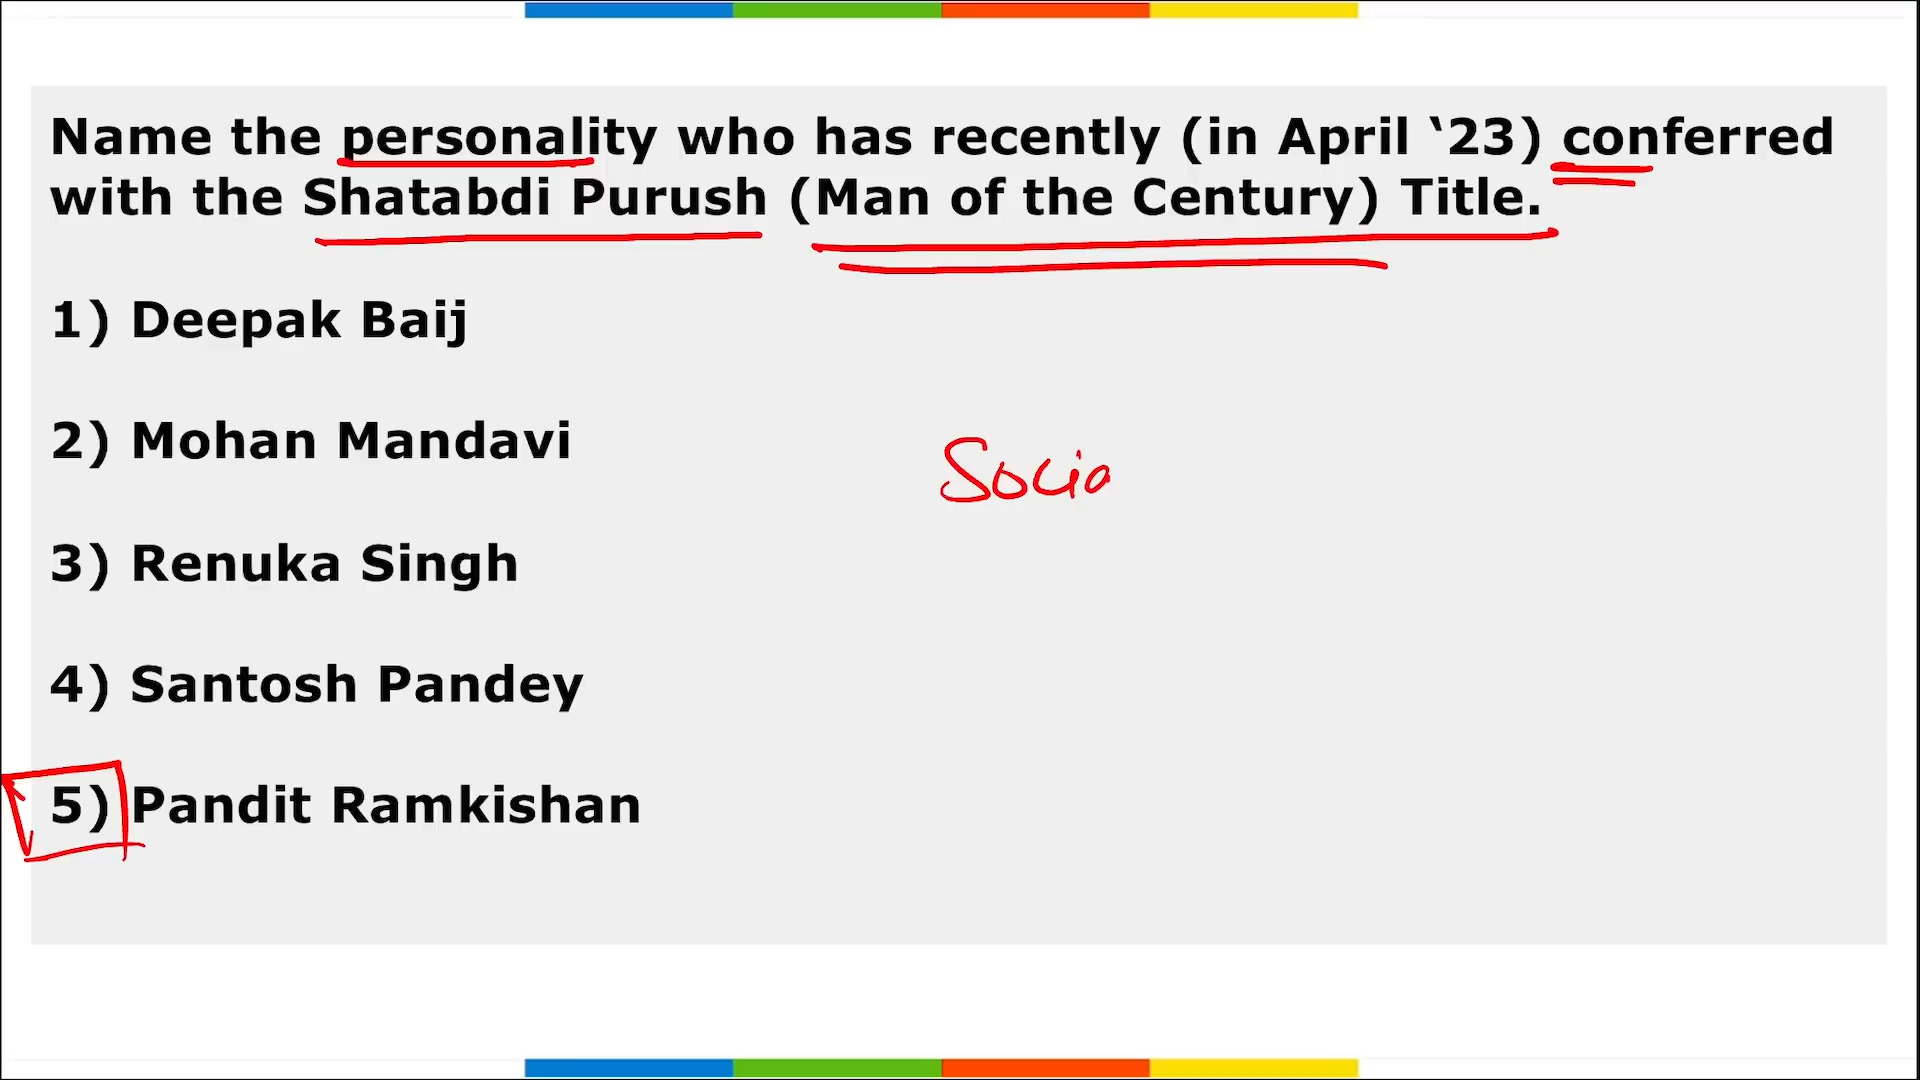 Name the personality who has recently (in April ‘23) conferred
with the Shatabdi Purush (Man of the Century) Title.
1) Deepak Baij
2) Mohan Mandavi
Socia
3) Renuka Singh
4) Santosh Pandey
5) Pandit Ramkishan